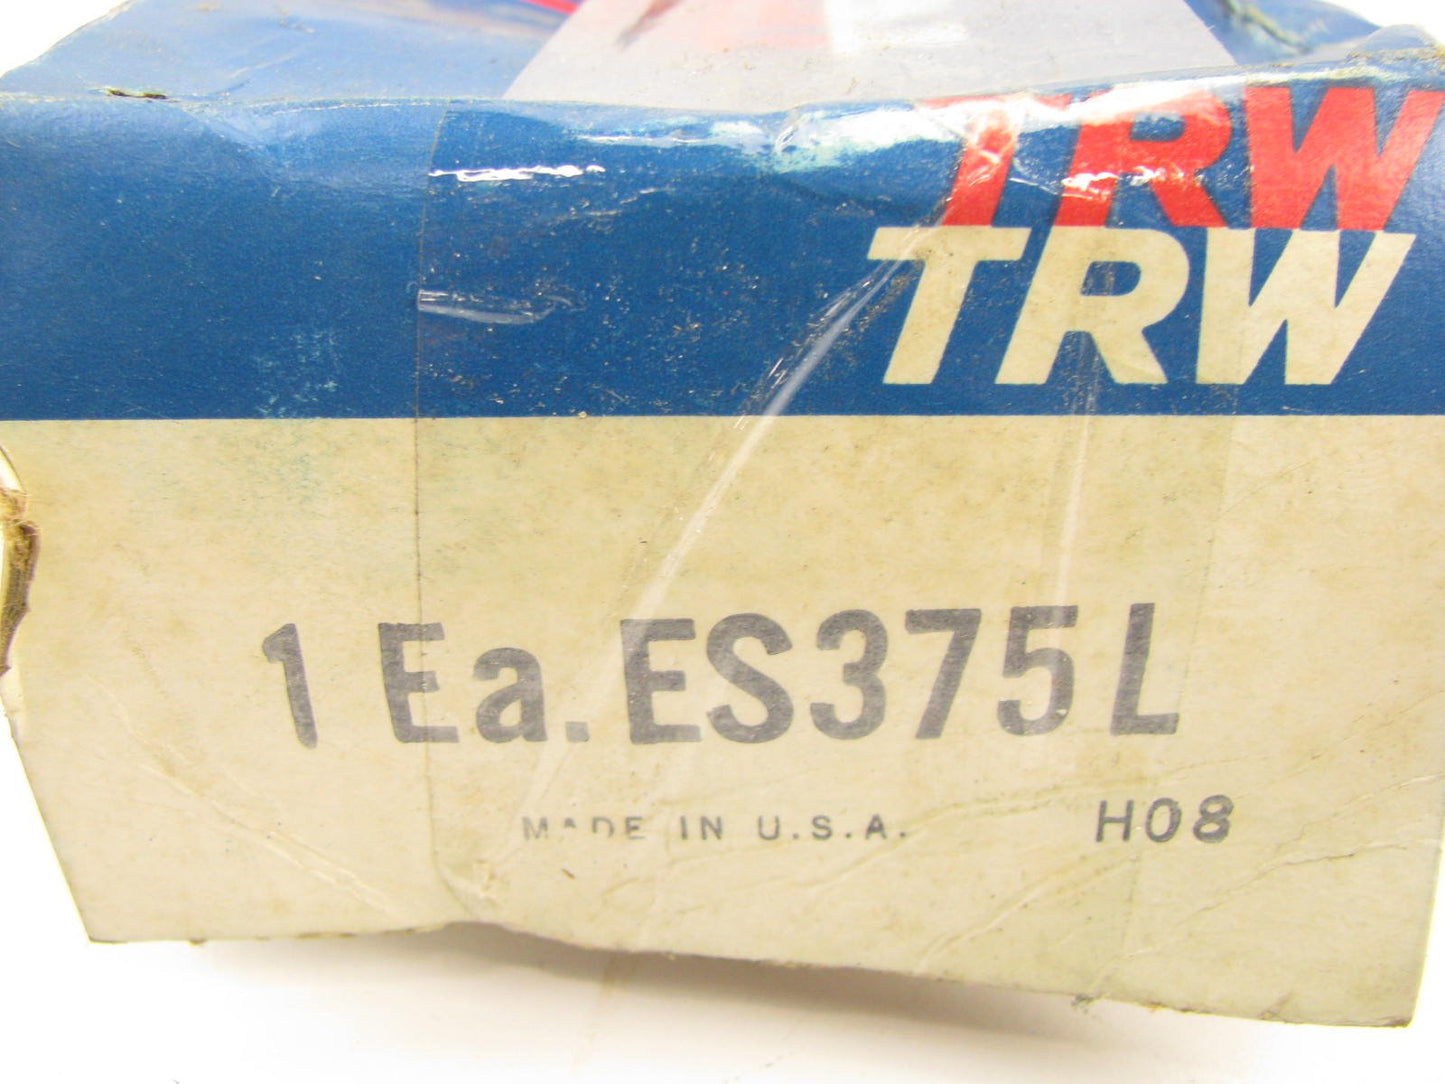 TRW
TRW
1 Ea. ES375L
MADE IN U.S.A. H08